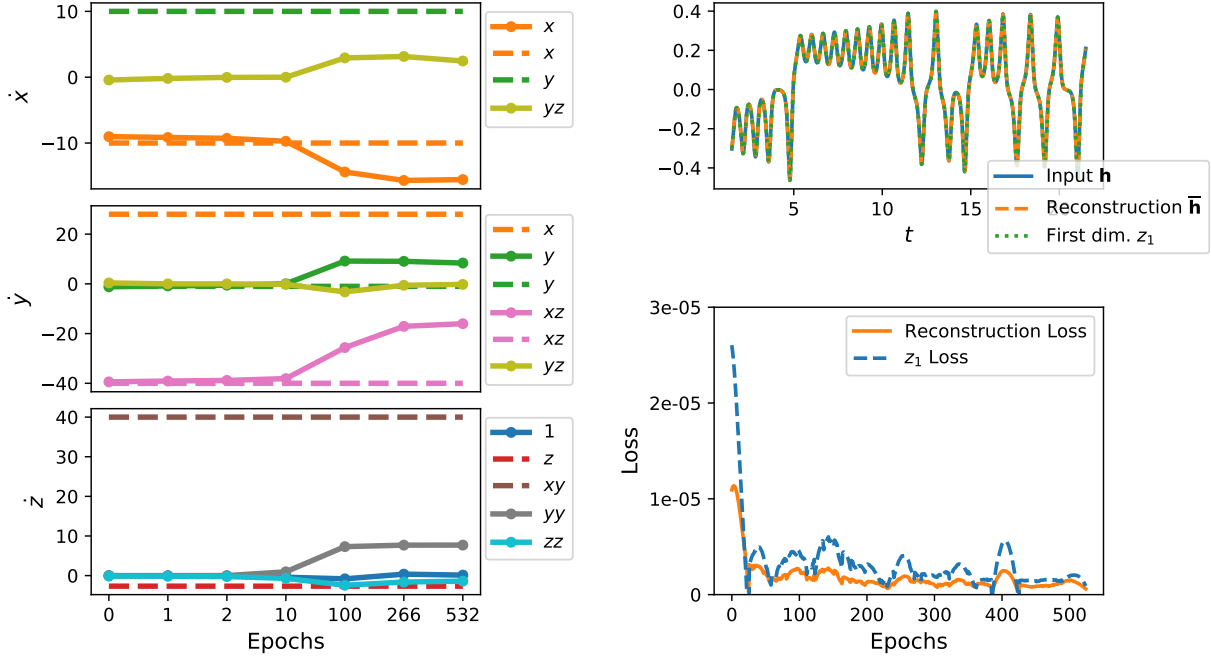 10
0
−10
ẋ
x
x
y
yz
20
0
−20
−40
ẏ
x
y
y
xz
xz
yz
40
30
20
10
0
ż
1
z
xy
yy
zz
0 1 2 10 100 266 532
Epochs
0.4
0.2
0.0
−0.2
−0.4
5 10 15 20
t
Input h
Reconstruction h̅
First dim. z₁
3e-05
2e-05
1e-05
0
Loss
Reconstruction Loss
z₁ Loss
0 100 200 300 400 500
Epochs